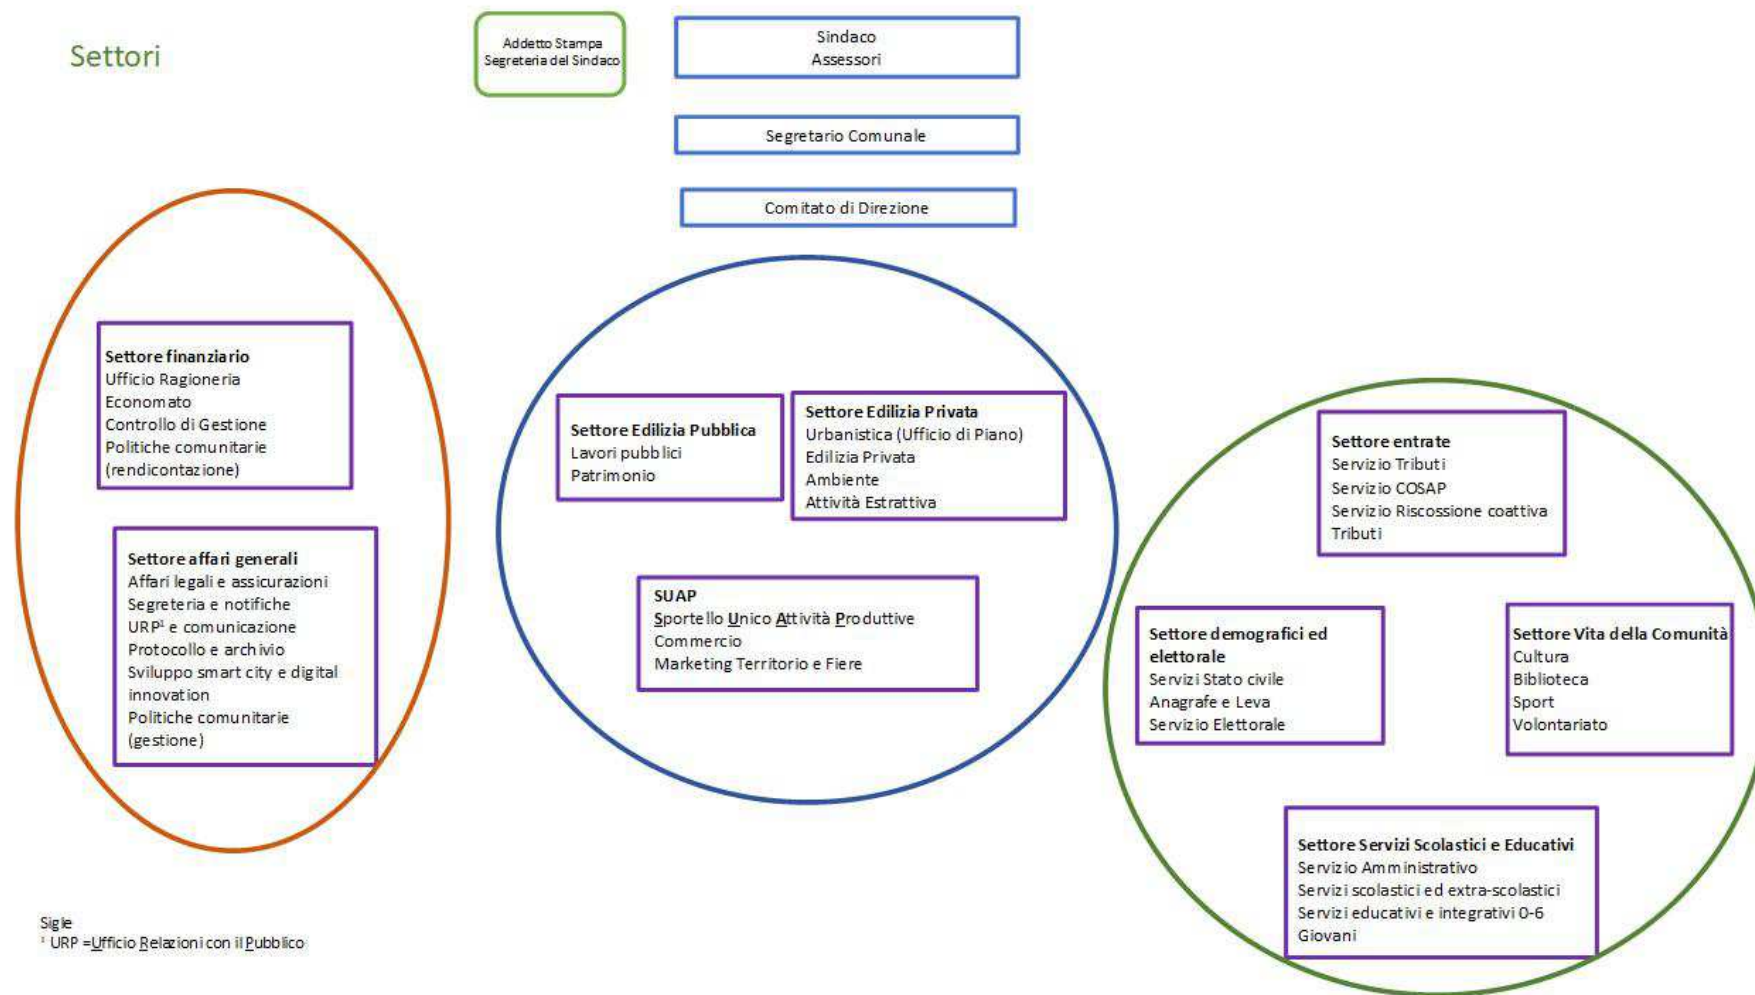 Settori
Addetto Stampa
Segreteria del Sindaco
Sindaco
Assessori
Segretario Comunale
Comitato di Direzione
Settore finanziario
Ufficio Ragioneria
Economato
Controllo di Gestione
Politiche comunitarie
(rendicontazione)
Settore affari generali
Affari legali e assicurazioni
Segreteria e notifiche
URP¹ e comunicazione
Protocollo e archivio
Sviluppo smart city e digital
innovation
Politiche comunitarie
(gestione)
Settore Edilizia Pubblica
Lavori pubblici
Patrimonio
Settore Edilizia Privata
Urbanistica (Ufficio di Piano)
Edilizia Privata
Ambiente
Attività Estrattiva
SUAP
Sportello Unico Attività Produttive
Commercio
Marketing Territorio e Fiere
Settore entrate
Servizio Tributi
Servizio COSAP
Servizio Riscossione coattiva
Tributi
Settore demografici ed
elettorale
Servizi Stato civile
Anagrafe e Leva
Servizio Elettorale
Settore Vita della Comunità
Cultura
Biblioteca
Sport
Volontariato
Settore Servizi Scolastici e Educativi
Servizio Amministrativo
Servizi scolastici ed extra-scolastici
Servizi educativi e integrativi 0-6
Giovani
Sigle
¹ URP =Ufficio Relazioni con il Pubblico